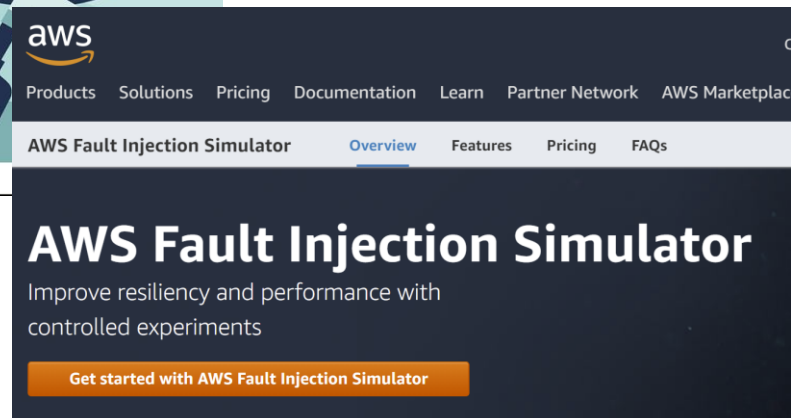 aws
Products Solutions Pricing Documentation Learn Partner Network AWS Marketplac
AWS Fault Injection Simulator Overview Features Pricing FAQs
AWS Fault Injection Simulator
Improve resiliency and performance with
controlled experiments
Get started with AWS Fault Injection Simulator